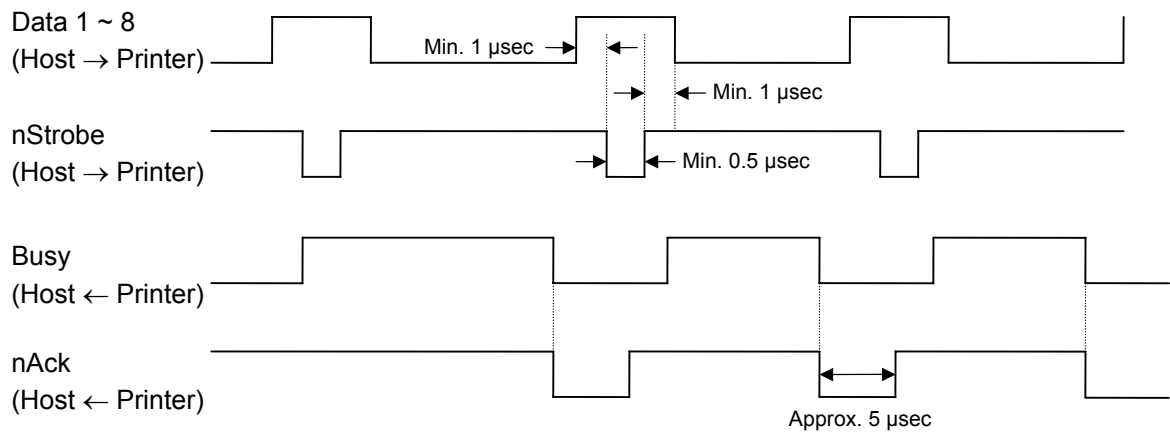 Data 1 ~ 8
(Host → Printer)
Min. 1 µsec
Min. 1 µsec
nStrobe
(Host → Printer)
Min. 0.5 µsec
Busy
(Host ← Printer)
nAck
(Host ← Printer)
Approx. 5 µsec